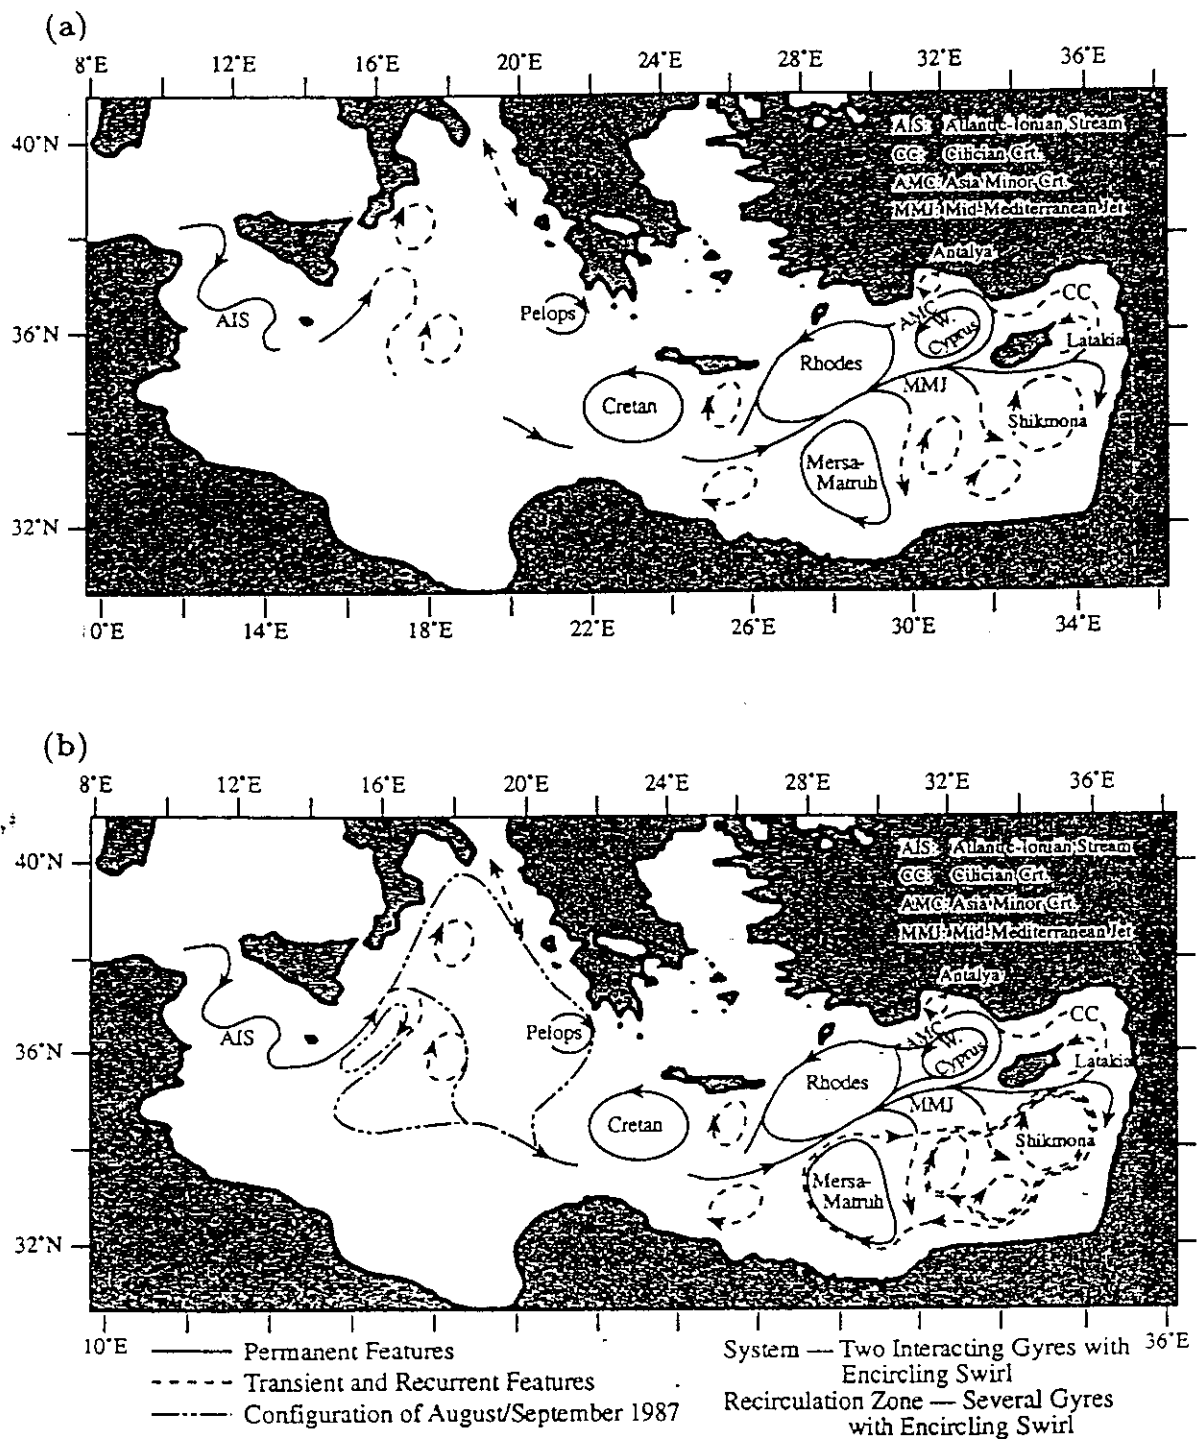 (a)
8°E 12°E 16°E 20°E 24°E 28°E 32°E 36°E
40°N
36°N
32°N
AIS: Atlantic-Ionian Stream
CC: Cilician Crt.
AMC: Asia Minor Crt.
MMJ: Mid-Mediterranean Jet
Antalya
CC
AMC
W.
Cyprus
Latakia
AIS
Pelops
Rhodes
MMJ
Cretan
Shikmona
Mersa-
Matruh
10°E 14°E 18°E 22°E 26°E 30°E 34°E
(b)
8°E 12°E 16°E 20°E 24°E 28°E 32°E 36°E
40°N
36°N
32°N
AIS: Atlantic-Ionian Stream
CC: Cilician Crt.
AMC: Asia Minor Crt.
MMJ: Mid-Mediterranean Jet
Antalya
CC
AMC
W.
Cyprus
Latakia
AIS
Pelops
Rhodes
MMJ
Cretan
Shikmona
Mersa-
Matruh
10°E 36°E
Permanent Features
Transient and Recurrent Features
Configuration of August/September 1987
System — Two Interacting Gyres with
Encircling Swirl
Recirculation Zone — Several Gyres
with Encircling Swirl